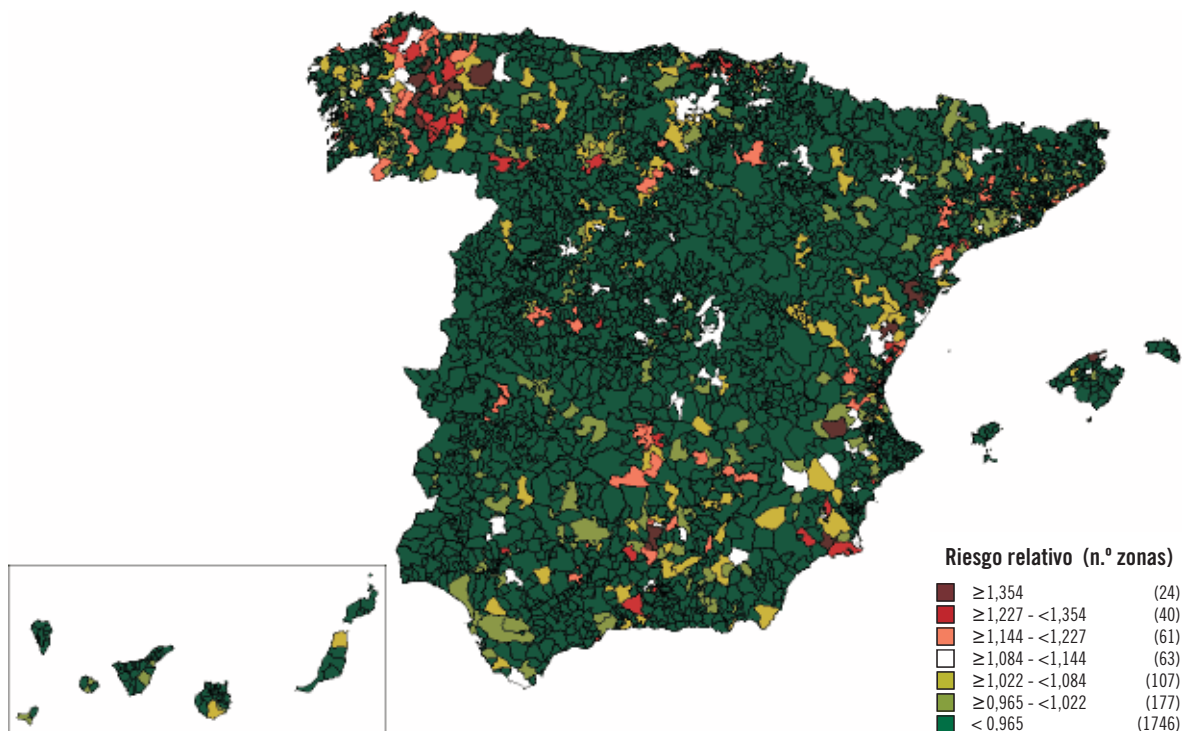 Riesgo relativo (n.º zonas)
≥1,354 (24)
≥1,227 - <1,354 (40)
≥1,144 - <1,227 (61)
≥1,084 - <1,144 (63)
≥1,022 - <1,084 (107)
≥0,965 - <1,022 (177)
< 0,965 (1746)